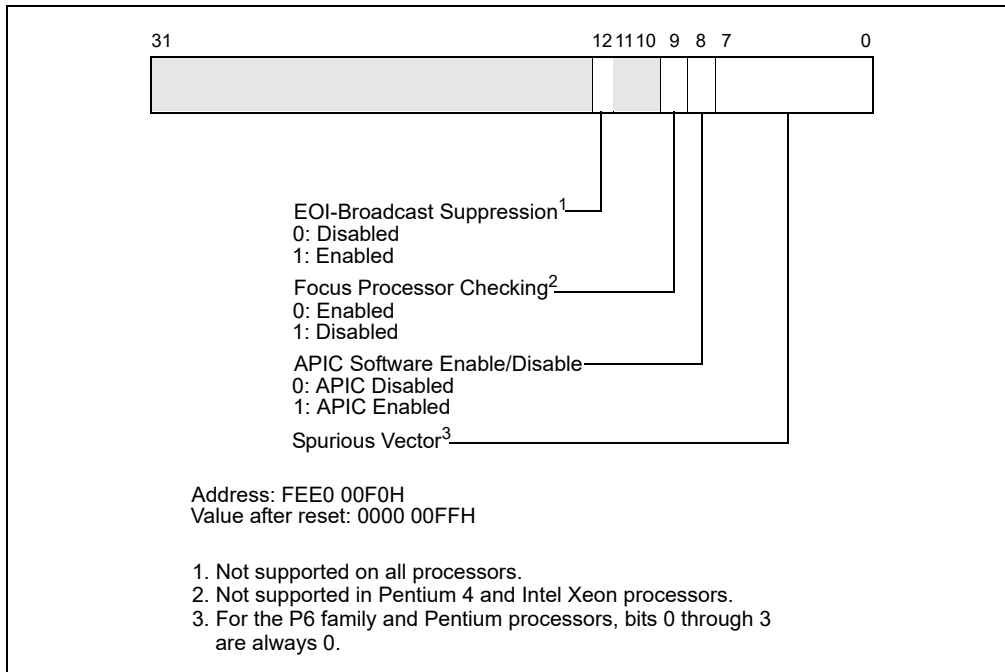 31 12 11 10 9 8 7 0
EOI-Broadcast Suppression1
0: Disabled
1: Enabled
Focus Processor Checking2
0: Enabled
1: Disabled
APIC Software Enable/Disable
0: APIC Disabled
1: APIC Enabled
Spurious Vector3
Address: FEE0 00F0H
Value after reset: 0000 00FFH
1. Not supported on all processors.
2. Not supported in Pentium 4 and Intel Xeon processors.
3. For the P6 family and Pentium processors, bits 0 through 3
are always 0.